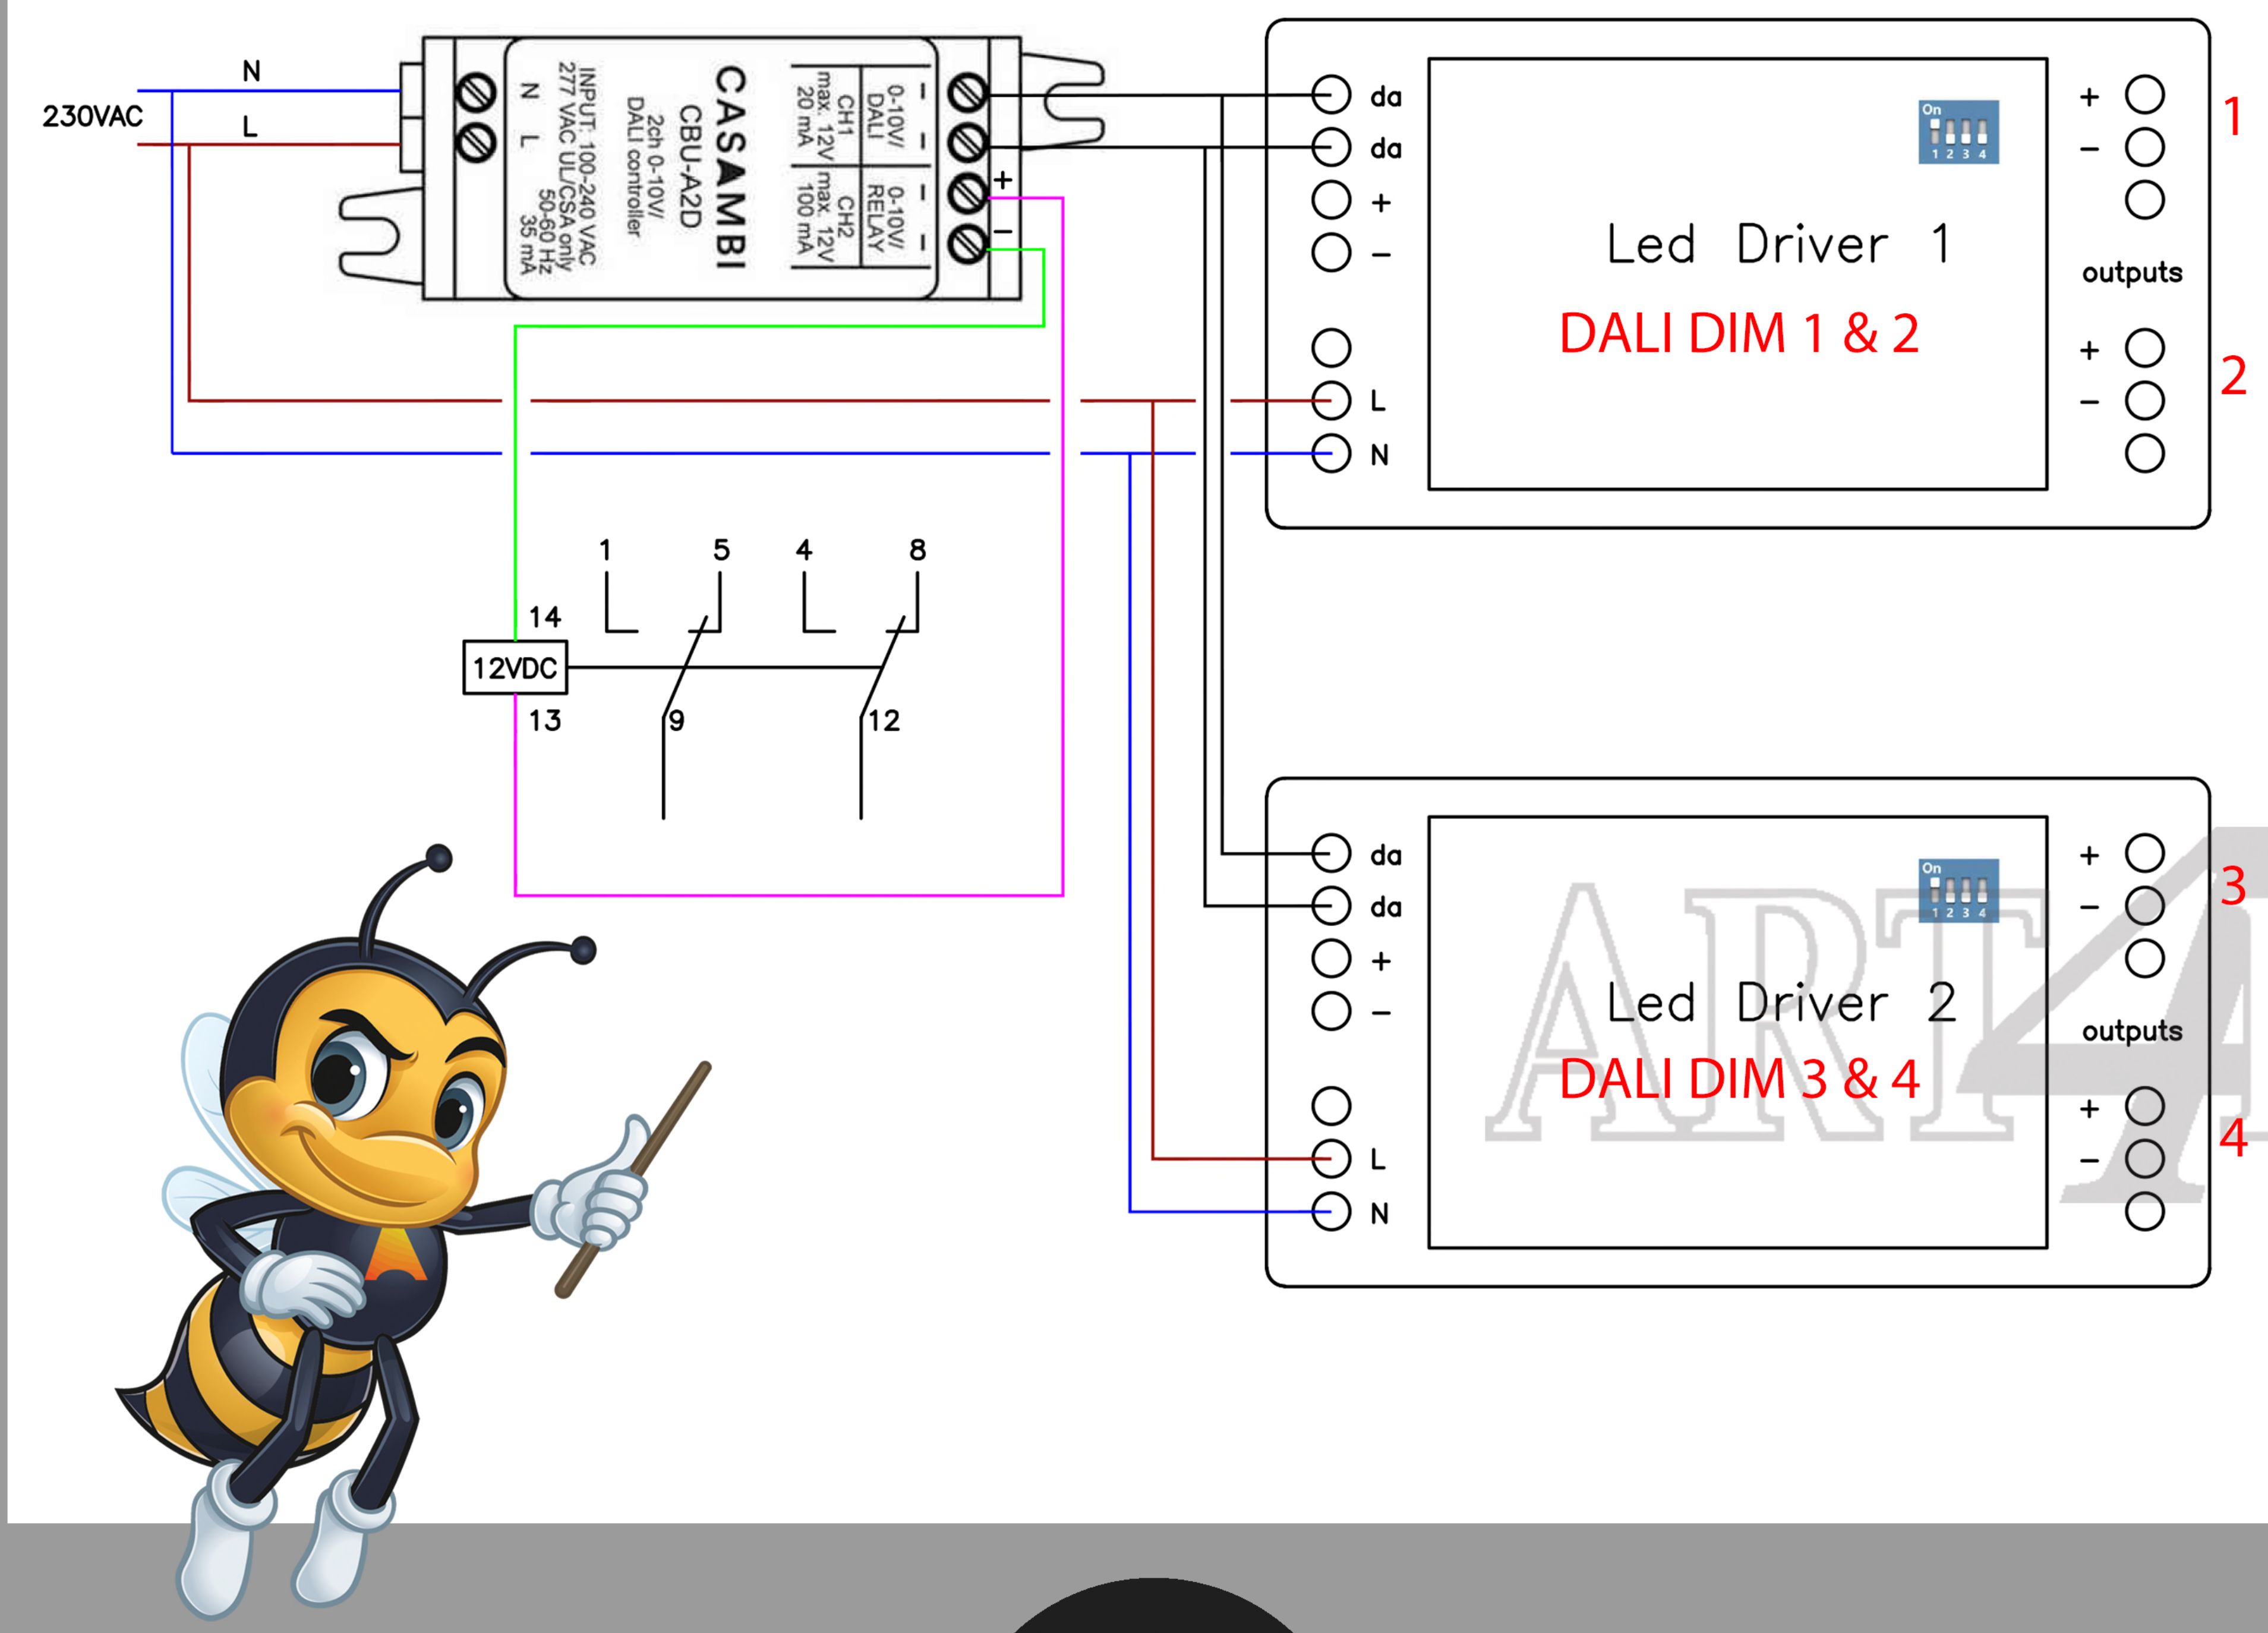 230VAC
N
L
N
L
INPUT: 100-240 VAC
277 VAC UL/CSA only
50-60 Hz
35 mA
CASAMBI
CBU-A2D
2ch 0-10V/
DALI controller
0-10V/
DALI
CH1
max. 12V
20 mA
0-10V/
RELAY
CH2
max. 12V
100 mA
-
-
-
-
+
-
da
da
+
-
L
N
On
1 2 3 4
Led Driver 1
DALI DIM 1 & 2
+
-
1
outputs
+
-
2
1
5
4
8
14
12VDC
13
9
12
da
da
+
-
L
N
On
1 2 3 4
Led Driver 2
DALI DIM 3 & 4
+
-
3
outputs
+
-
4
ART4
A